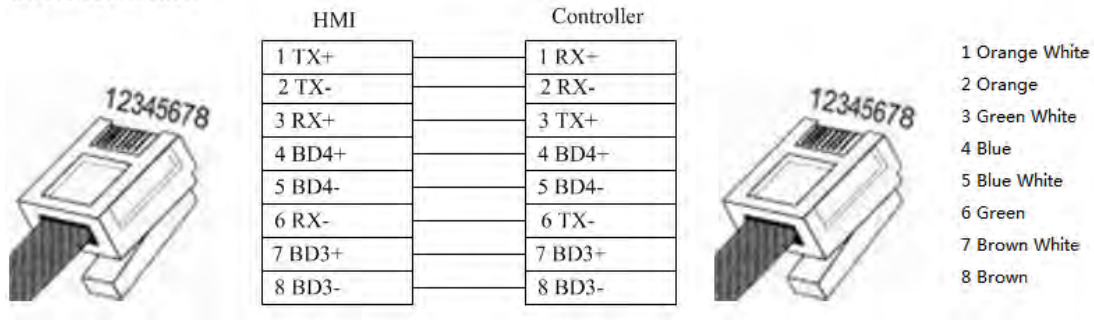 HMI
Controller
1 TX+
1 RX+
2 TX-
2 RX-
3 RX+
3 TX+
4 BD4+
4 BD4+
5 BD4-
5 BD4-
6 RX-
6 TX-
7 BD3+
7 BD3+
8 BD3-
8 BD3-
12345678
12345678
1 Orange White
2 Orange
3 Green White
4 Blue
5 Blue White
6 Green
7 Brown White
8 Brown